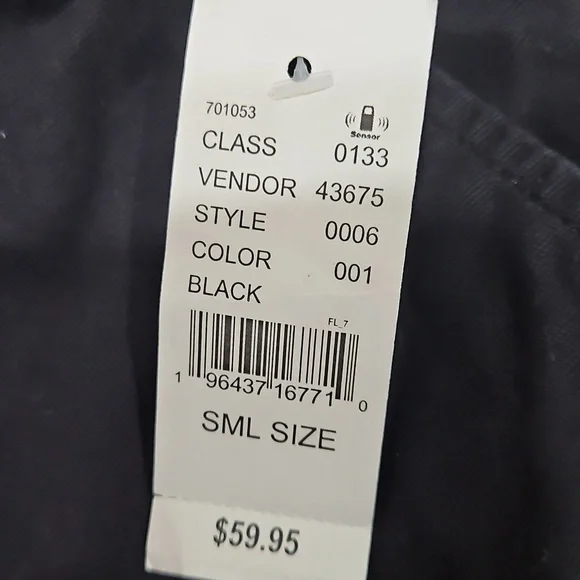 701053
Sensor
CLASS 0133
VENDOR 43675
STYLE 0006
COLOR 001
BLACK
FL_7
1 96437 16771 0
SML SIZE
$59.95